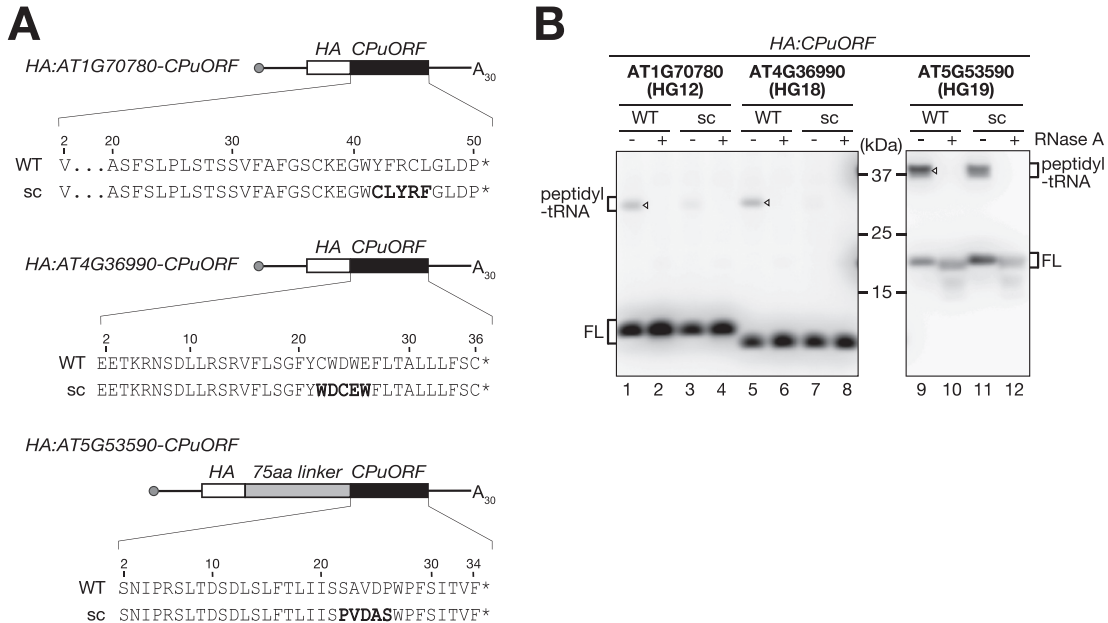 A
HA CPuORF
HA:AT1G70780-CPuORF
A30
2 20 30 40 50
WT V...ASFSLPLSTSSVFAFGSCKEGWYFRCLGLDP*
sc V...ASFSLPLSTSSVFAFGSCKEGWCLYRFGLDP*
HA CPuORF
HA:AT4G36990-CPuORF
A30
2 10 20 30 36
WT EETKRNSDLLRSRVFLSGFYCWDWEFLTALLLFSC*
sc EETKRNSDLLRSRVFLSGFYWDCEWFLTALLLFSC*
HA:AT5G53590-CPuORF
HA 75aa linker CPuORF
A30
2 10 20 30 34
WT SNIPRSLTDSDLSLFTLIISSAVDPWPFSITVF*
sc SNIPRSLTDSDLSLFTLIISPVDASWPFSITVF*
B
HA:CPuORF
AT1G70780 AT4G36990 AT5G53590
(HG12) (HG18) (HG19)
WT sc WT sc WT sc
- + - + - + - + - + - + RNase A
(kDa)
peptidyl
-tRNA
37
25
15
peptidyl
-tRNA
FL
FL
1 2 3 4 5 6 7 8 9 10 11 12